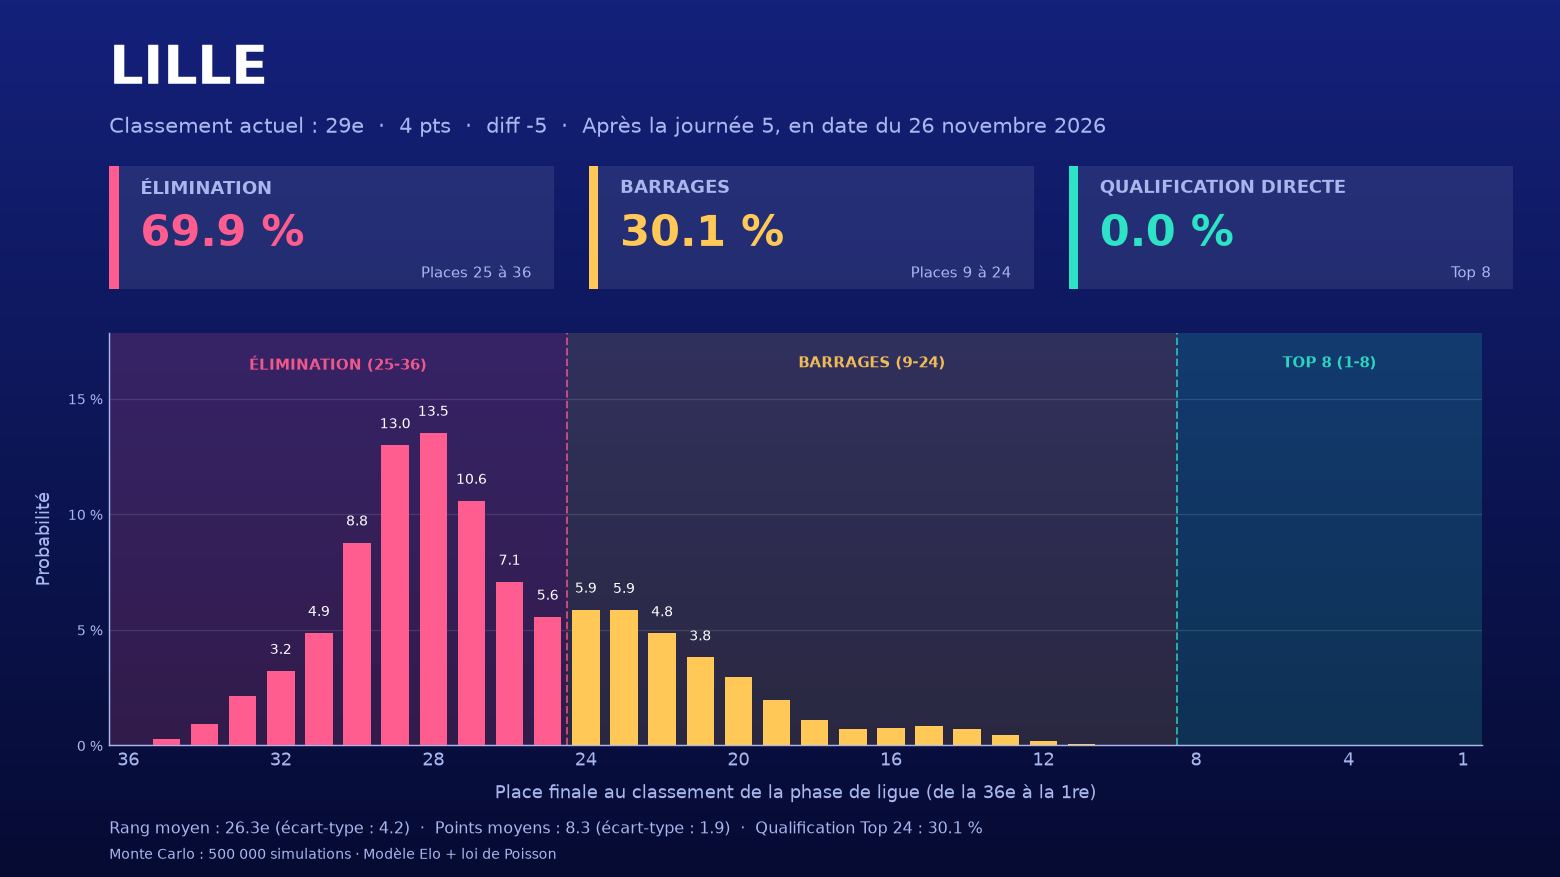 LILLE
Classement actuel : 29e · 4 pts · diff -5 · Après la journée 5, en date du 26 novembre 2026
ÉLIMINATION
69.9 %
Places 25 à 36
BARRAGES
30.1 %
Places 9 à 24
QUALIFICATION DIRECTE
0.0 %
Top 8
ÉLIMINATION (25-36)
BARRAGES (9-24)
TOP 8 (1-8)
Probabilité
15 %
10 %
5 %
0 %
3.2
4.9
8.8
13.0
13.5
10.6
7.1
5.6
5.9
5.9
4.8
3.8
36 32 28 24 20 16 12 8 4 1
Place finale au classement de la phase de ligue (de la 36e à la 1re)
Rang moyen : 26.3e (écart-type : 4.2) · Points moyens : 8.3 (écart-type : 1.9) · Qualification Top 24 : 30.1 %
Monte Carlo : 500 000 simulations · Modèle Elo + loi de Poisson